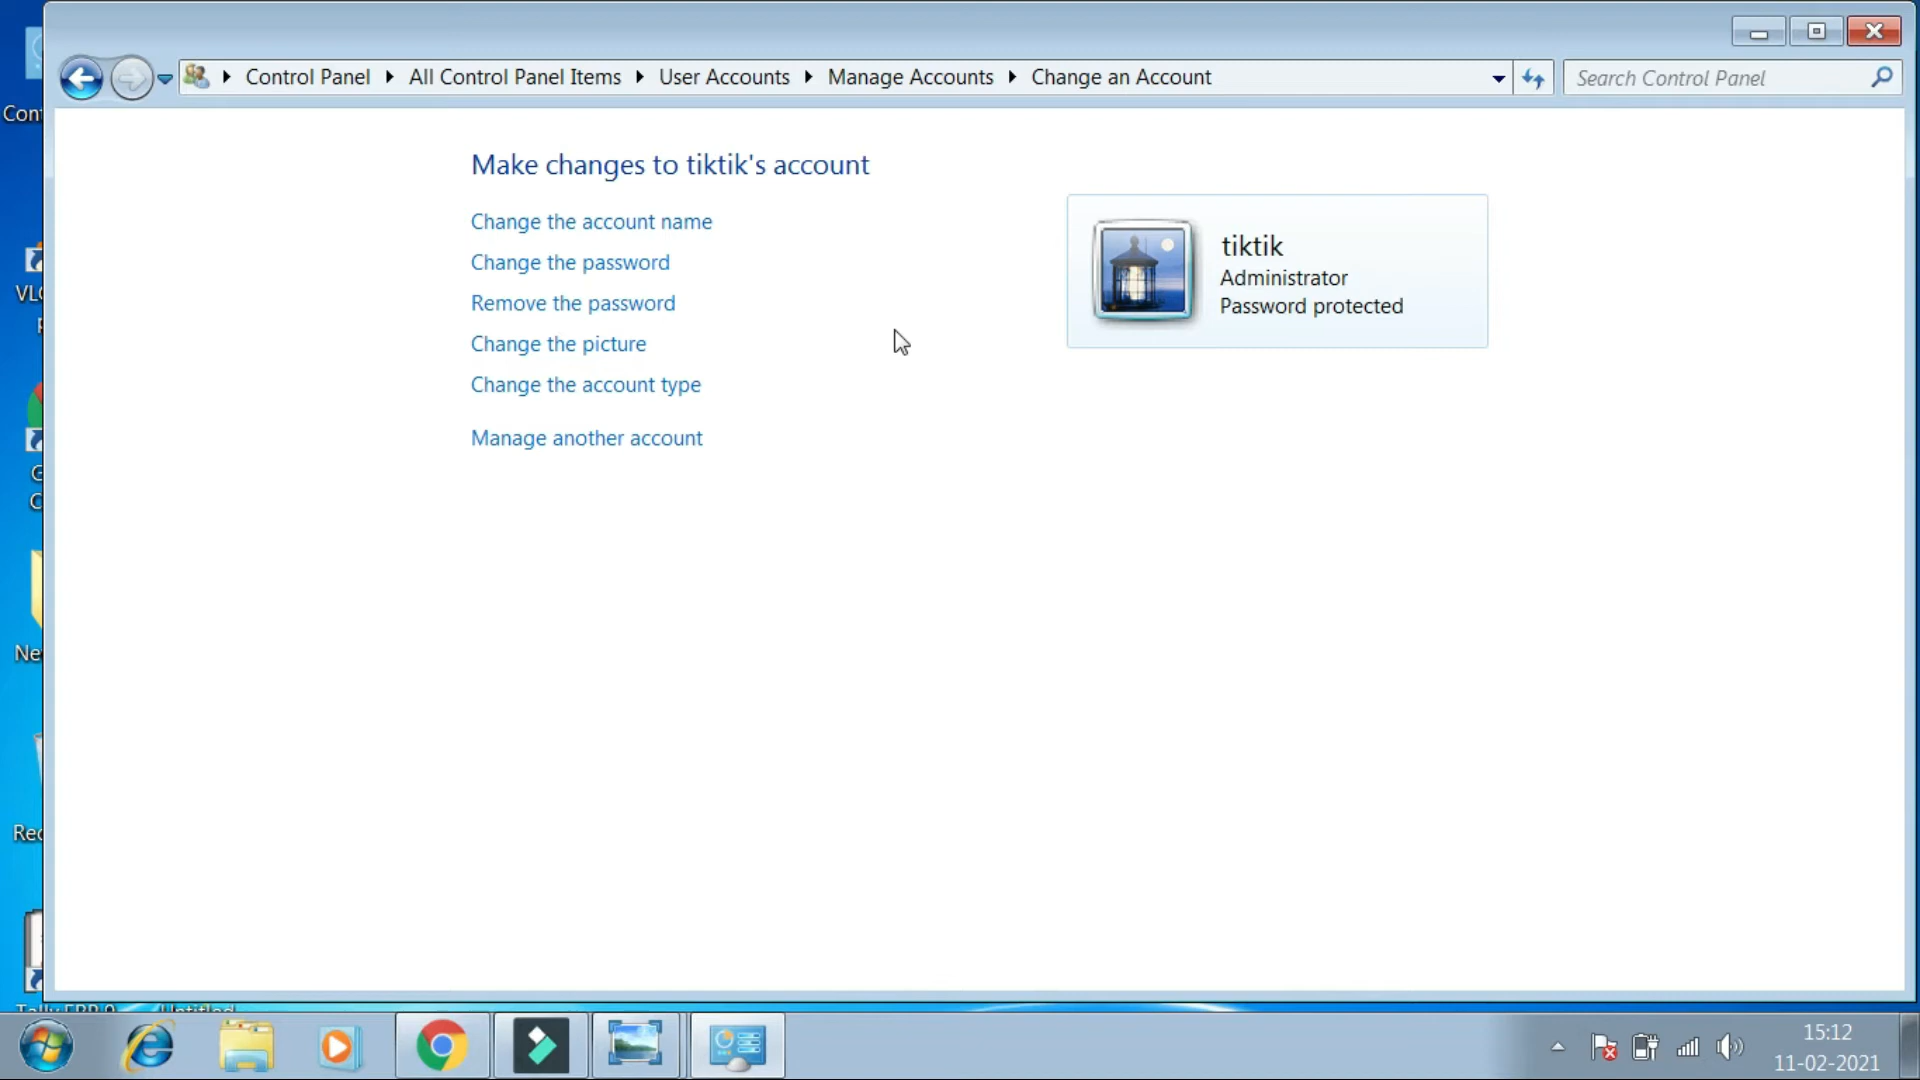 Control Panel All Control Panel Items User Accounts Manage Accounts Change an Account
Search Control Panel
Make changes to tiktik's account
Change the account name
Change the password
Remove the password
Change the picture
Change the account type
Manage another account
tiktik
Administrator
Password protected
15:12
11-02-2021